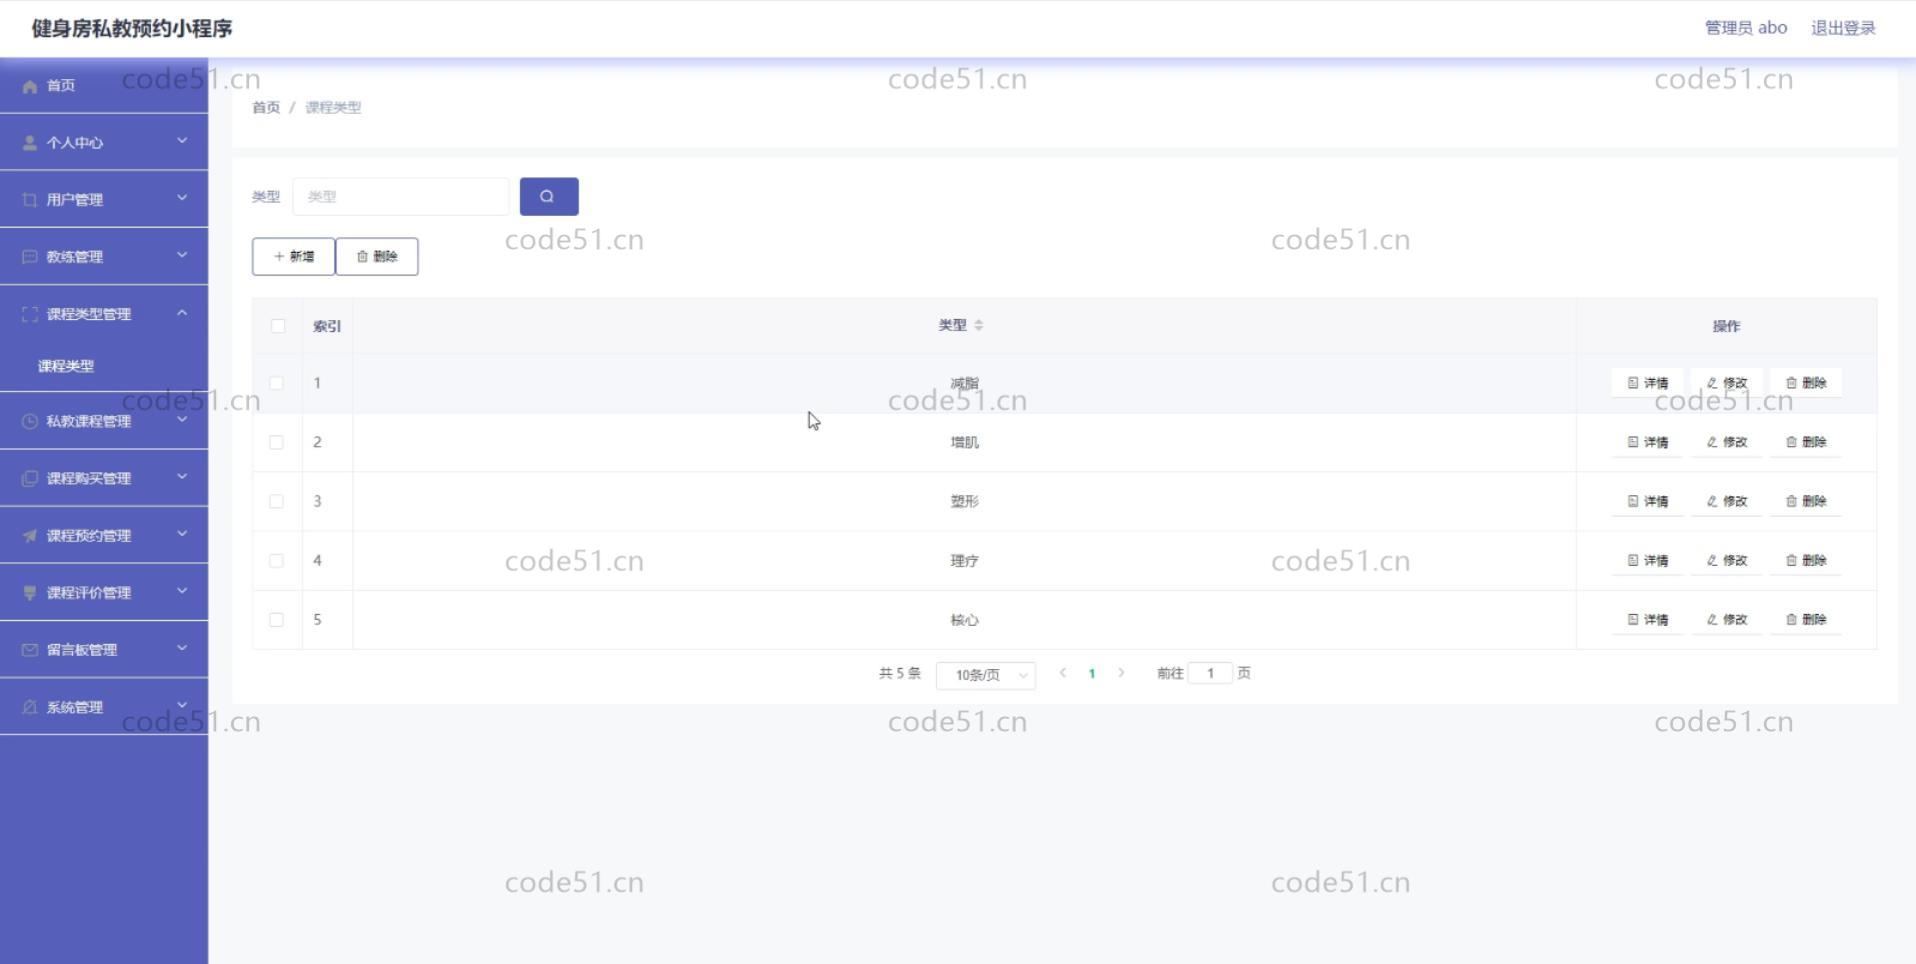 健身房私教预约小程序
管理员 abo 退出登录
首页
个人中心
用户管理
教练管理
课程类型管理
课程类型
私教课程管理
课程购买管理
课程预约管理
课程评价管理
留言板管理
系统管理
code51.cn code51.cn code51.cn
首页 / 课程类型
类型 类型
code51.cn code51.cn
新增 删除
索引 类型 操作
1 减脂 详情 修改 删除
code51.cn code51.cn code51.cn
2 增肌 详情 修改 删除
3 塑形 详情 修改 删除
4 理疗 详情 修改 删除
code51.cn code51.cn
5 核心 详情 修改 删除
共 5 条 10条/页 1 前往 1 页
code51.cn code51.cn code51.cn
code51.cn code51.cn